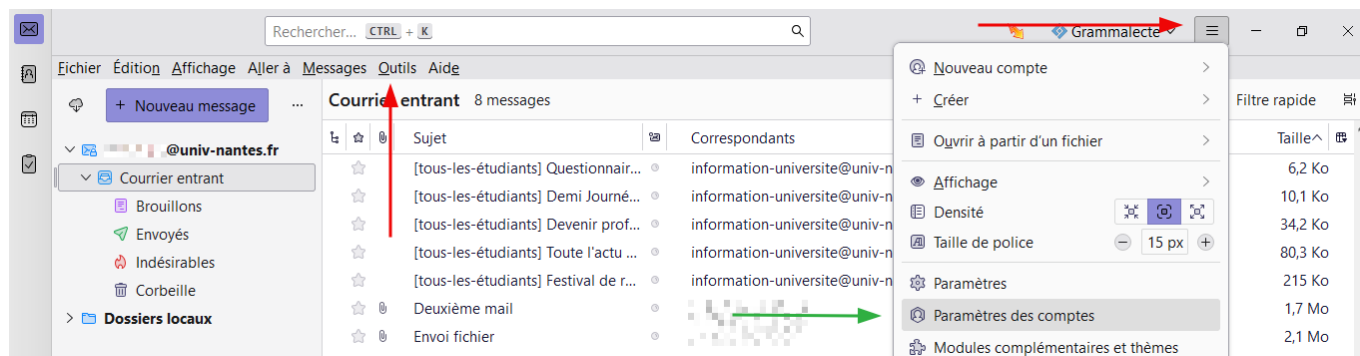 Rechercher... CTRL + K
Grammalecte
Fichier Édition Affichage Aller à Messages Outils Aide
+ Nouveau message ...
Courrier entrant 8 messages
Filtre rapide
Sujet Correspondants Taille
@univ-nantes.fr
Courrier entrant
Brouillons
Envoyés
Indésirables
Corbeille
Dossiers locaux
[tous-les-étudiants] Questionnair... information-universite@univ-n 6,2 Ko
[tous-les-étudiants] Demi Journé... information-universite@univ-n 10,1 Ko
[tous-les-étudiants] Devenir prof... information-universite@univ-n 34,2 Ko
[tous-les-étudiants] Toute l'actu ... information-universite@univ-n 80,3 Ko
[tous-les-étudiants] Festival de r... information-universite@univ-n 215 Ko
Deuxième mail 1,7 Mo
Envoi fichier 2,1 Mo
Nouveau compte
+ Créer
Ouvrir à partir d'un fichier
Affichage
Densité
Taille de police 15 px
Paramètres
Paramètres des comptes
Modules complémentaires et thèmes